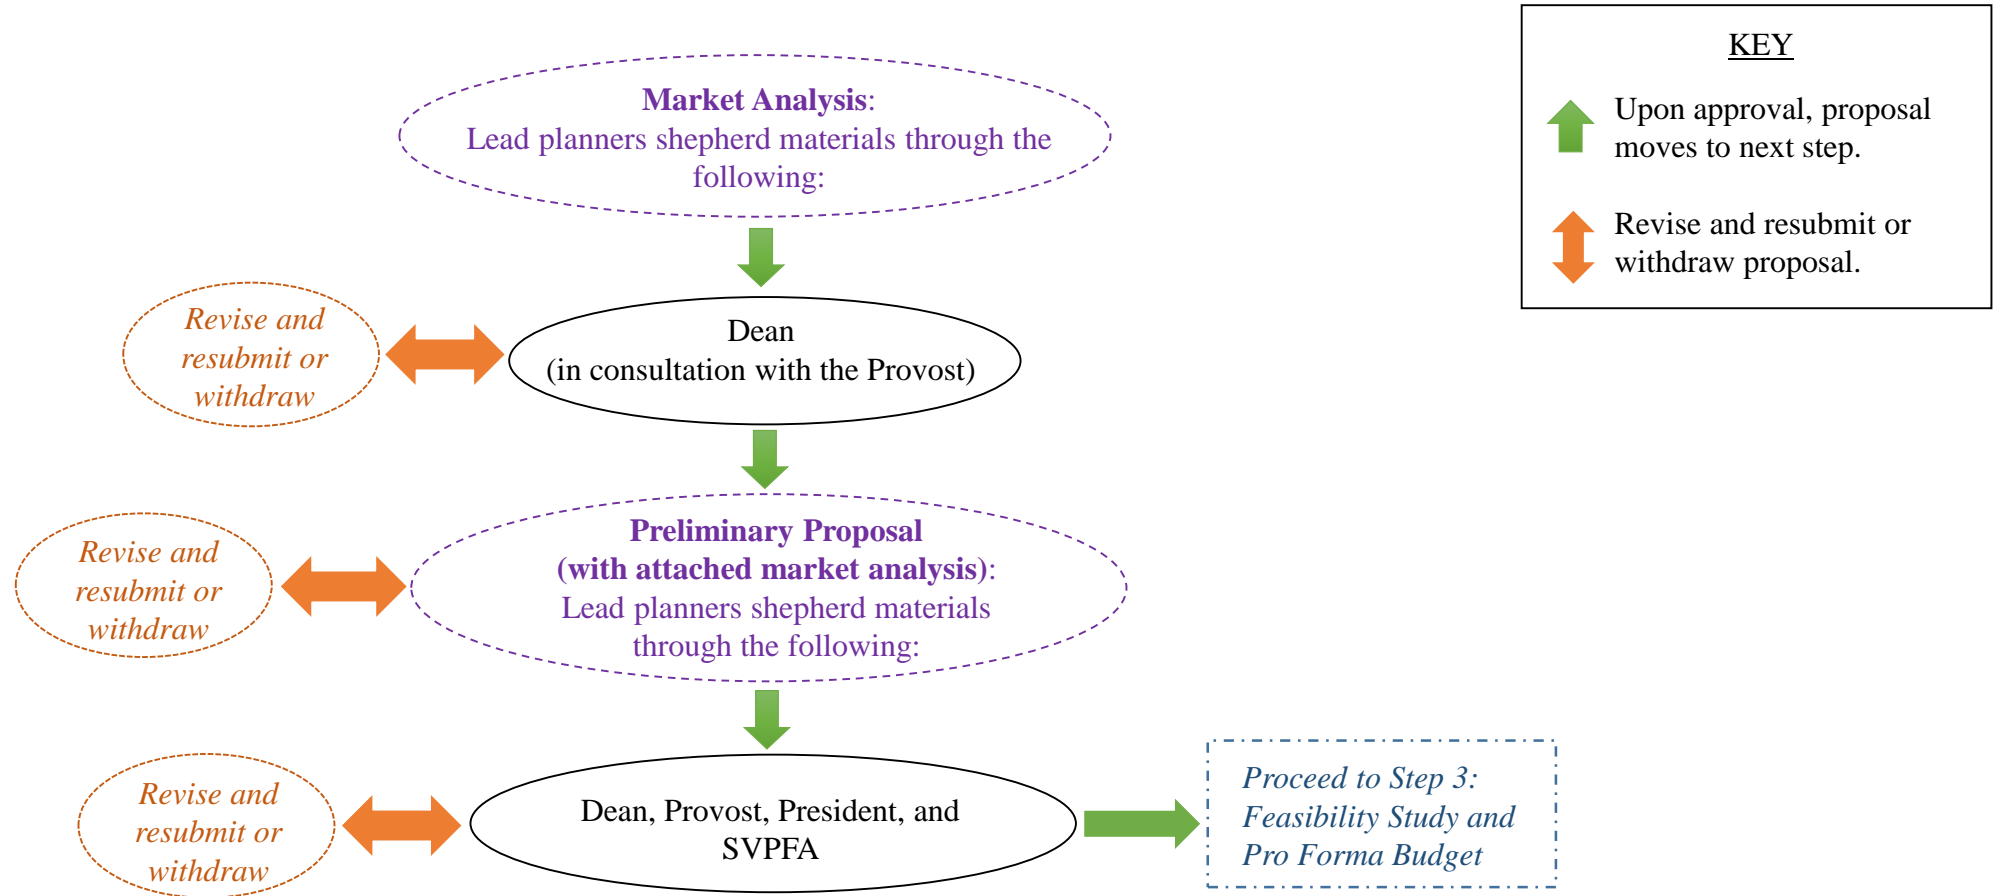 KEY
Upon approval, proposal
moves to next step.
Revise and resubmit or
withdraw proposal.
Market Analysis:
Lead planners shepherd materials through the
following:
Revise and
resubmit or
withdraw
Dean
(in consultation with the Provost)
Revise and
resubmit or
withdraw
Preliminary Proposal
(with attached market analysis):
Lead planners shepherd materials
through the following:
Revise and
resubmit or
withdraw
Dean, Provost, President, and
SVPFA
Proceed to Step 3:
Feasibility Study and
Pro Forma Budget